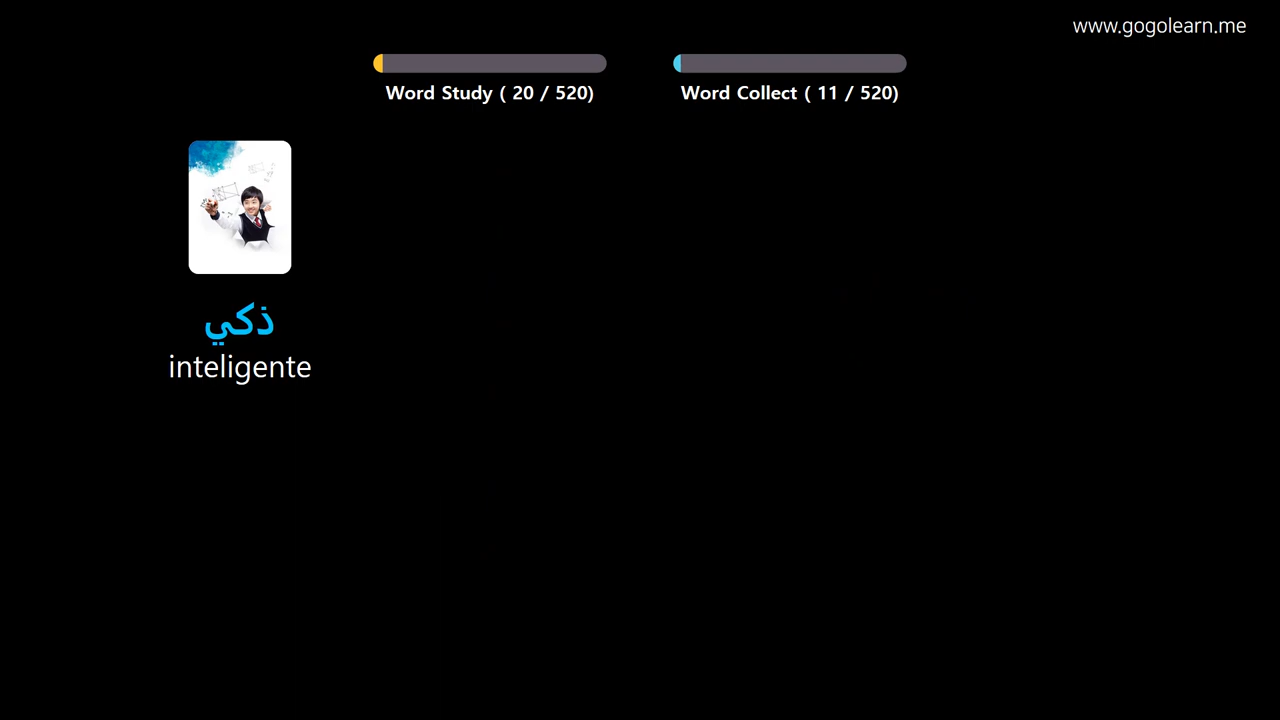 www.gogolearn.me
Word Study ( 20 / 520)
Word Collect ( 11 / 520)
ذكي
inteligente